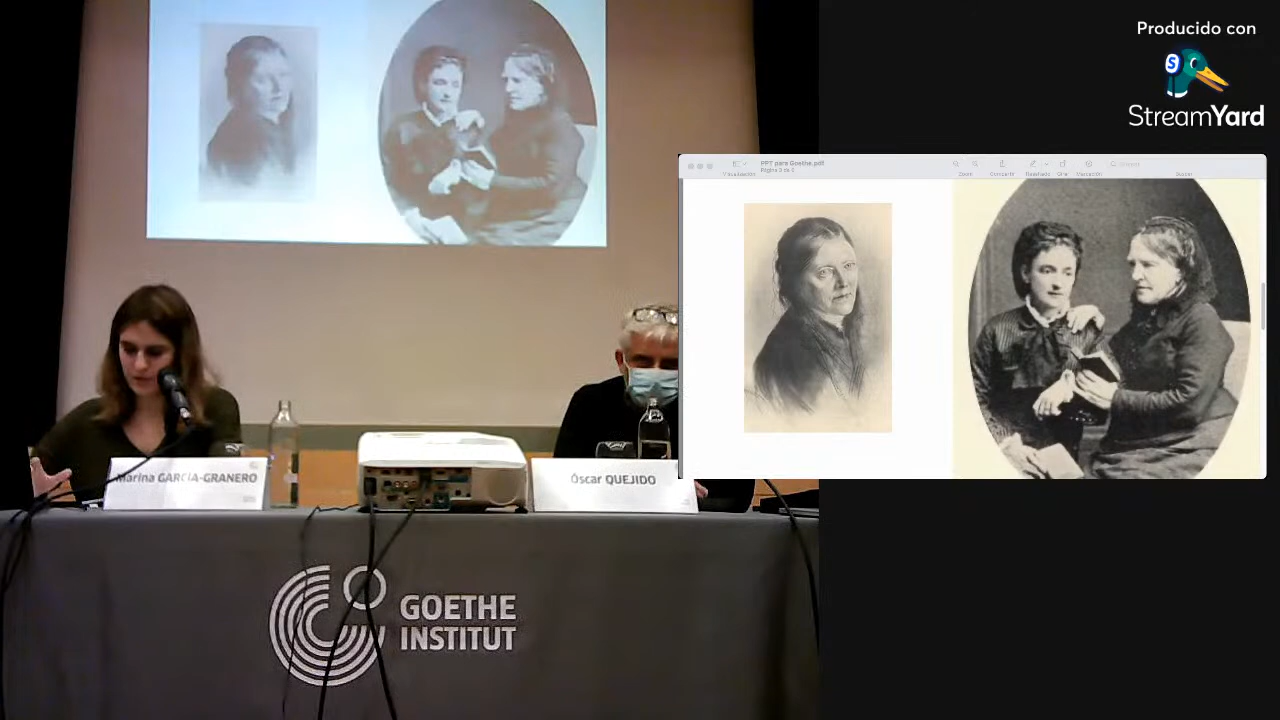 Producido con
StreamYard
PPT para Goethe.pdf
Marina GARCÍA-GRANERO
Óscar QUEJIDO
GOETHE
INSTITUT